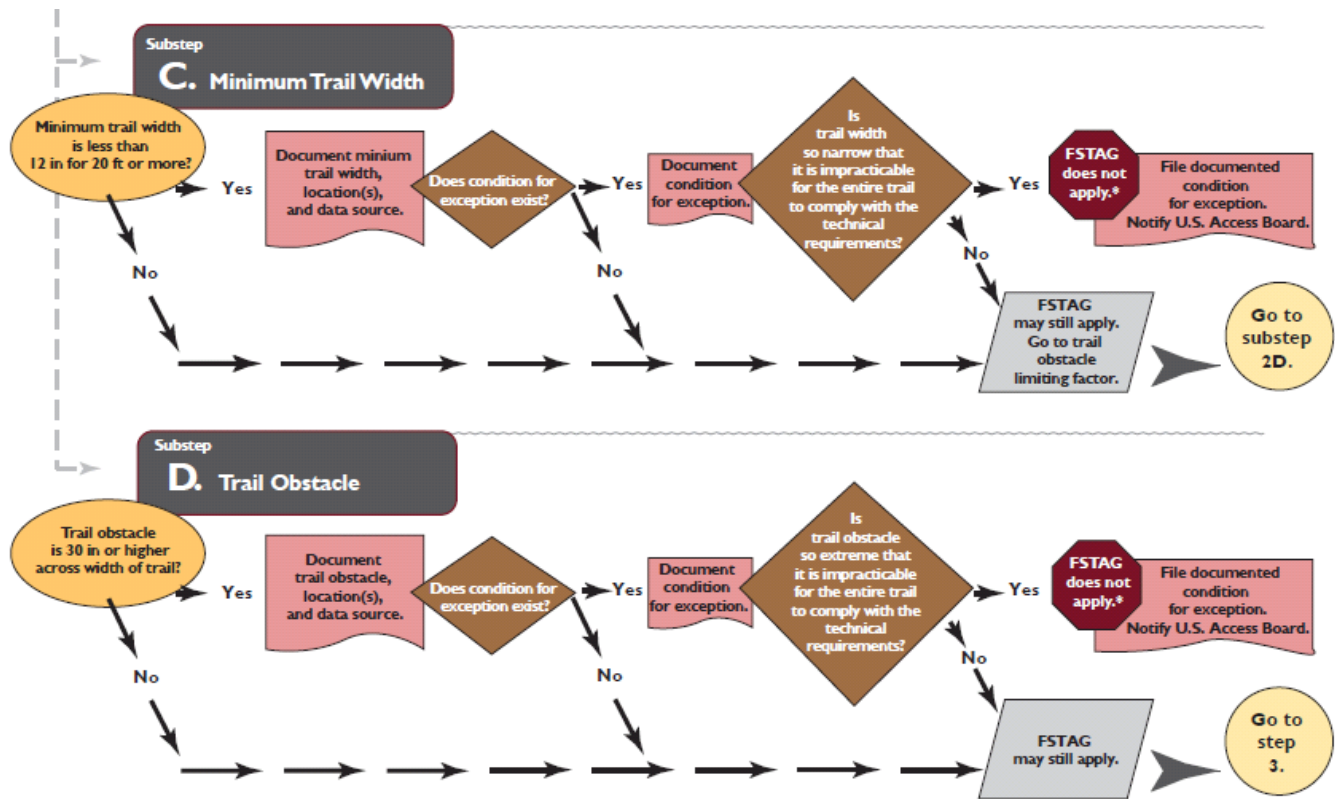 Substep
C. Minimum Trail Width
Minimum trail width
is less than
12 in for 20 ft or more?
Yes
No
Document minium
trail width,
location(s),
and data source.
Does condition for
exception exist?
Yes
No
Document
condition
for exception.
Is
trail width
so narrow that
it is impracticable
for the entire trail
to comply with the
technical
requirements?
Yes
No
FSTAG
does not
apply.*
File documented
condition
for exception.
Notify U.S. Access Board.
FSTAG
may still apply.
Go to trail
obstacle
limiting factor.
Go to
substep
2D.
Substep
D. Trail Obstacle
Trail obstacle
is 30 in or higher
across width of trail?
Yes
No
Document
trail obstacle,
location(s),
and data source.
Does condition for
exception exist?
Yes
No
Document
condition
for exception.
Is
trail obstacle
so extreme that
it is impracticable
for the entire trail
to comply with the
technical
requirements?
Yes
No
FSTAG
does not
apply.*
File documented
condition
for exception.
Notify U.S. Access Board.
FSTAG
may still apply.
Go to
step
3.